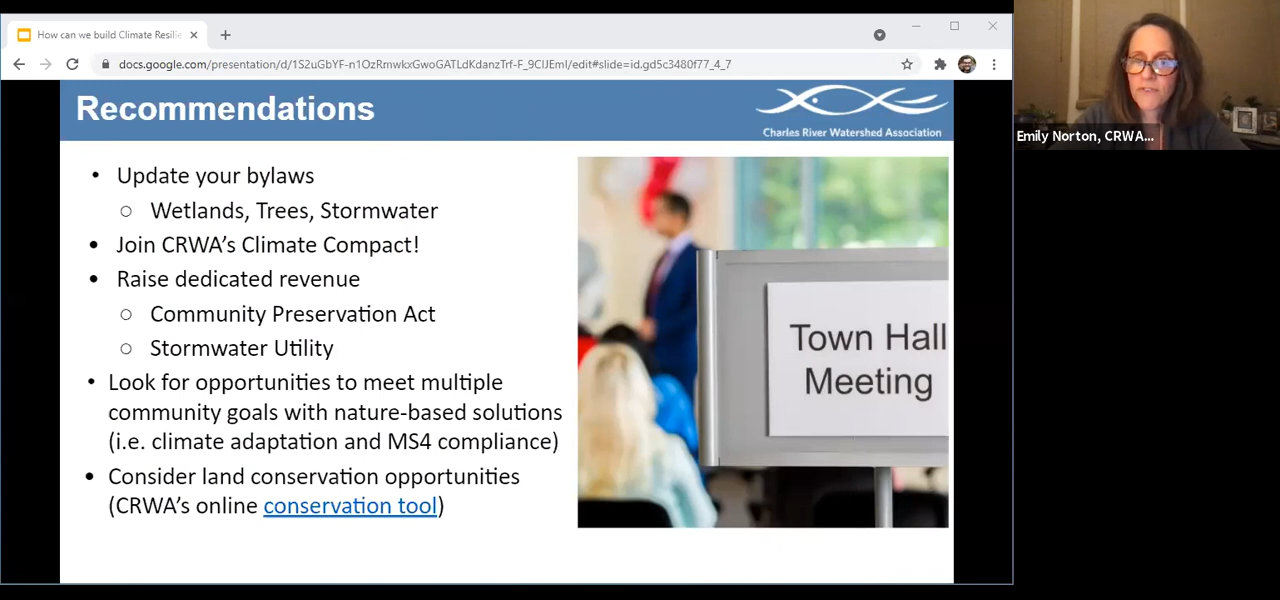 How can we build Climate Resilie
docs.google.com/presentation/d/1S2uGbYF-n1OzRmwkxGwoGATLdKdanzTrf-F_9ClJEmI/edit#slide=id.gd5c3480f77_4_7
Recommendations
Charles River Watershed Association
• Update your bylaws
○ Wetlands, Trees, Stormwater
• Join CRWA's Climate Compact!
• Raise dedicated revenue
○ Community Preservation Act
○ Stormwater Utility
• Look for opportunities to meet multiple
community goals with nature-based solutions
(i.e. climate adaptation and MS4 compliance)
• Consider land conservation opportunities
(CRWA's online conservation tool)
Town Hall
Meeting
Emily Norton, CRWA...